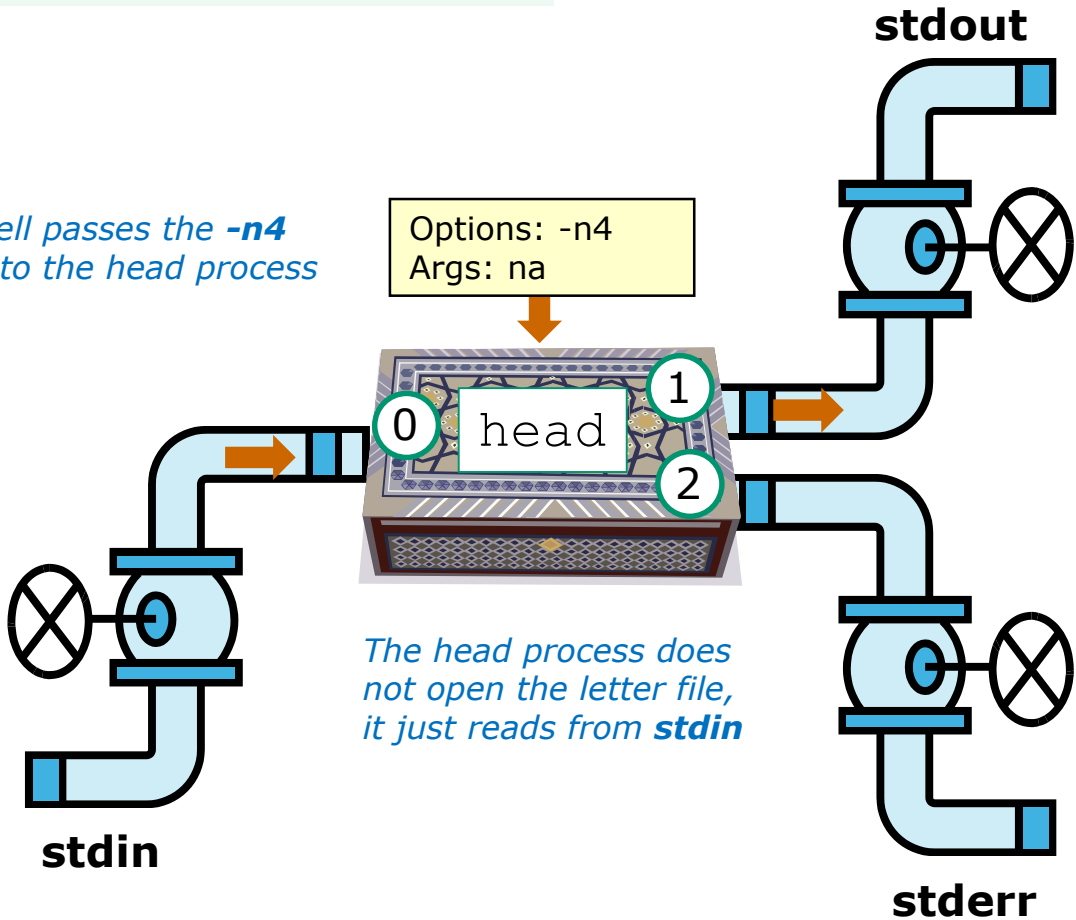 stdout
ell passes the -n4
to the head process
Options: -n4
Args: na
0
head
1
2
The head process does
not open the letter file,
it just reads from stdin
stdin
stderr